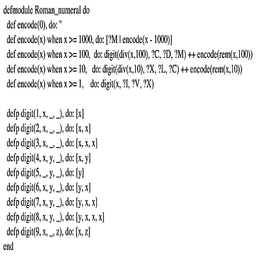 defmodule Roman_numeral do
def encode(0), do: ''
def encode(x) when x >= 1000, do: [?M | encode(x - 1000)]
def encode(x) when x >= 100, do: digit(div(x,100), ?C, ?D, ?M) ++ encode(rem(x,100))
def encode(x) when x >= 10, do: digit(div(x,10), ?X, ?L, ?C) ++ encode(rem(x,10))
def encode(x) when x >= 1, do: digit(x, ?I, ?V, ?X)
defp digit(1, x, _, _), do: [x]
defp digit(2, x, _, _), do: [x, x]
defp digit(3, x, _, _), do: [x, x, x]
defp digit(4, x, y, _), do: [x, y]
defp digit(5, _, y, _), do: [y]
defp digit(6, x, y, _), do: [y, x]
defp digit(7, x, y, _), do: [y, x, x]
defp digit(8, x, y, _), do: [y, x, x, x]
defp digit(9, x, _, z), do: [x, z]
end